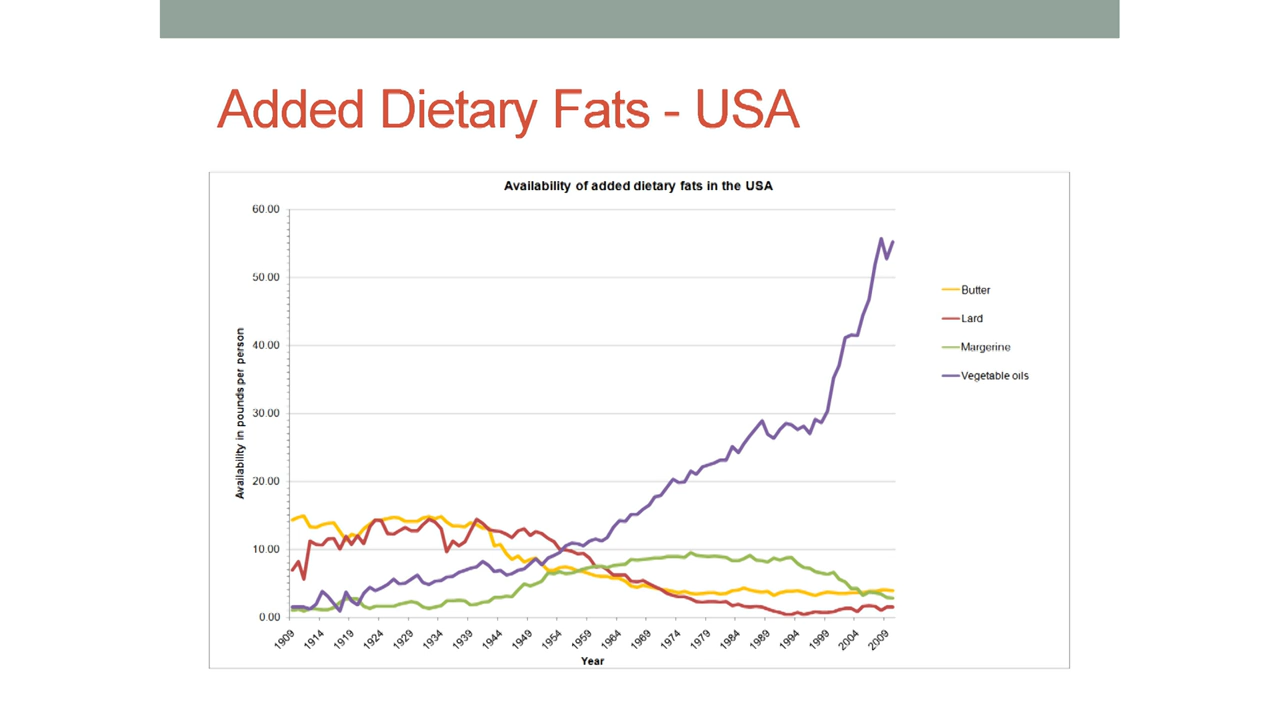 Added Dietary Fats - USA
Availability of added dietary fats in the USA
60.00
50.00
40.00
30.00
20.00
10.00
0.00
Availability in pounds per person
1909 1914 1919 1924 1929 1934 1939 1944 1949 1954 1959 1964 1969 1974 1979 1984 1989 1994 1999 2004 2009
Year
Butter
Lard
Margerine
Vegetable oils